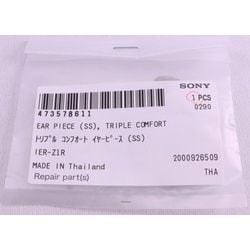 SONY
1 PCS
473578611
0290
EAR PIECE (SS), TRIPLE COMFORT
トリプル コンフォート イヤーピース (SS)
IER-Z1R
MADE IN Thailand
2000926509
Repair part(s)
THA